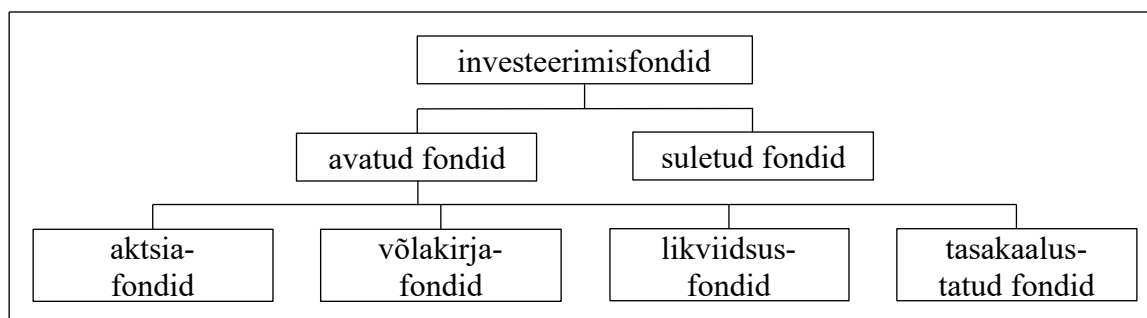 investeerimisfondid
avatud fondid
suletud fondid
aktsia-
fondid
võlakirja-
fondid
likviidsus-
fondid
tasakaalus-
tatud fondid